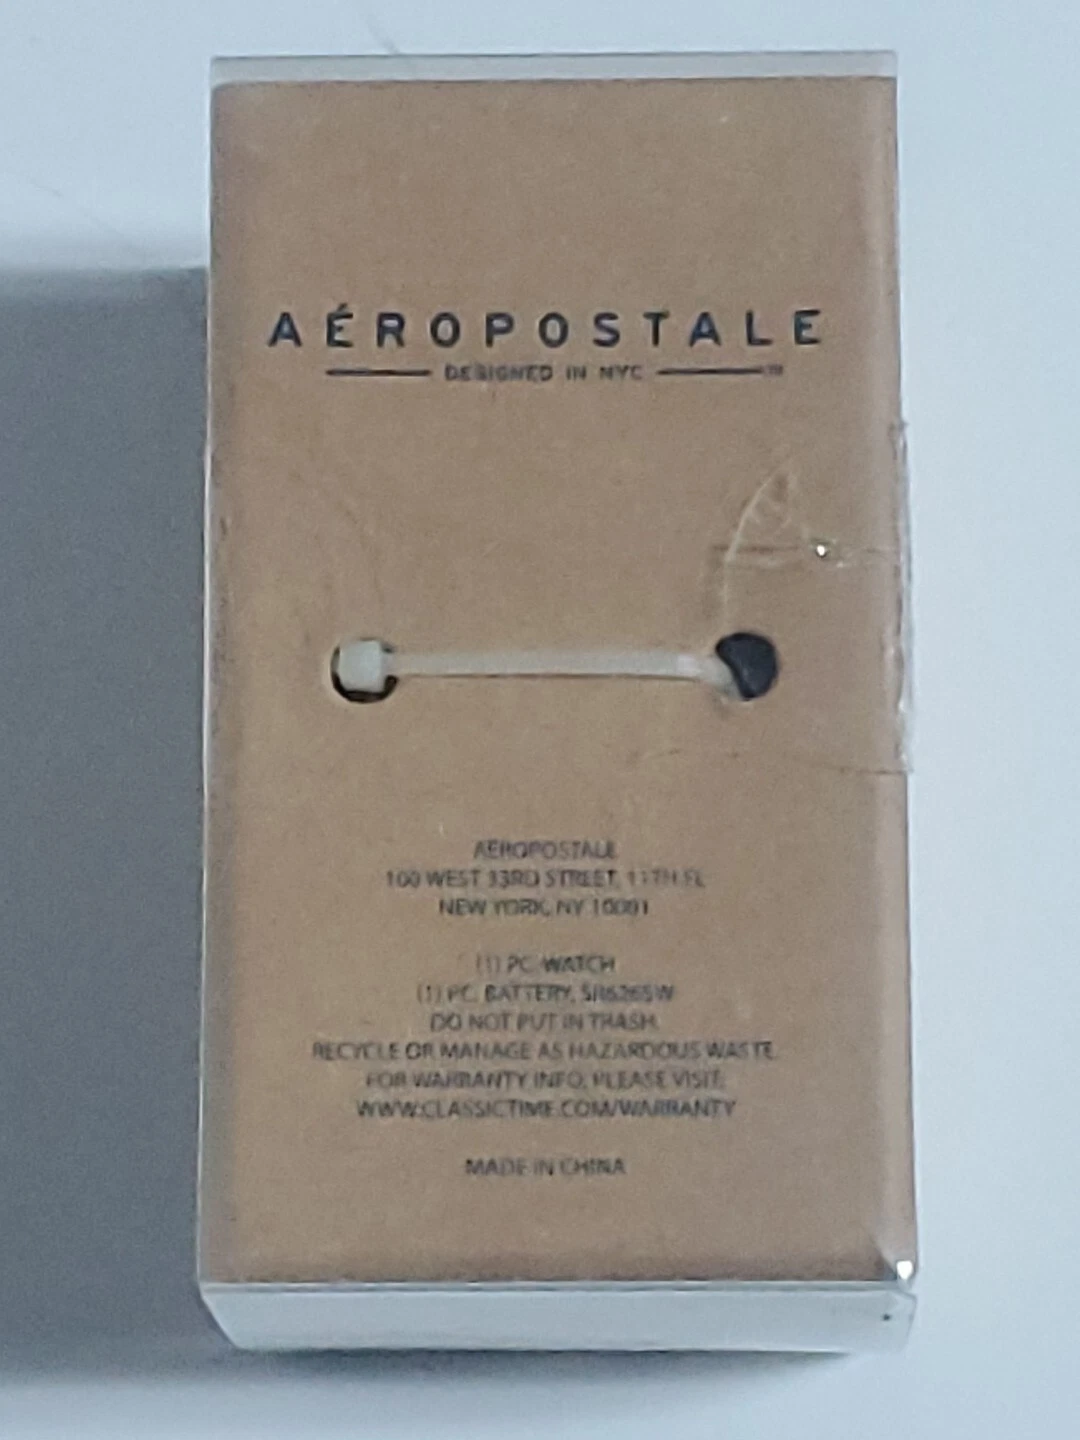 AÉROPOSTALE
DESIGNED IN NYC
AÉROPOSTALE
100 WEST 33RD STREET, 11TH FL
NEW YORK, NY 10001
(1) PC. WATCH
(1) PC. BATTERY, SR626SW
DO NOT PUT IN TRASH.
RECYCLE OR MANAGE AS HAZARDOUS WASTE.
FOR WARRANTY INFO, PLEASE VISIT:
WWW.CLASSICTIME.COM/WARRANTY
MADE IN CHINA